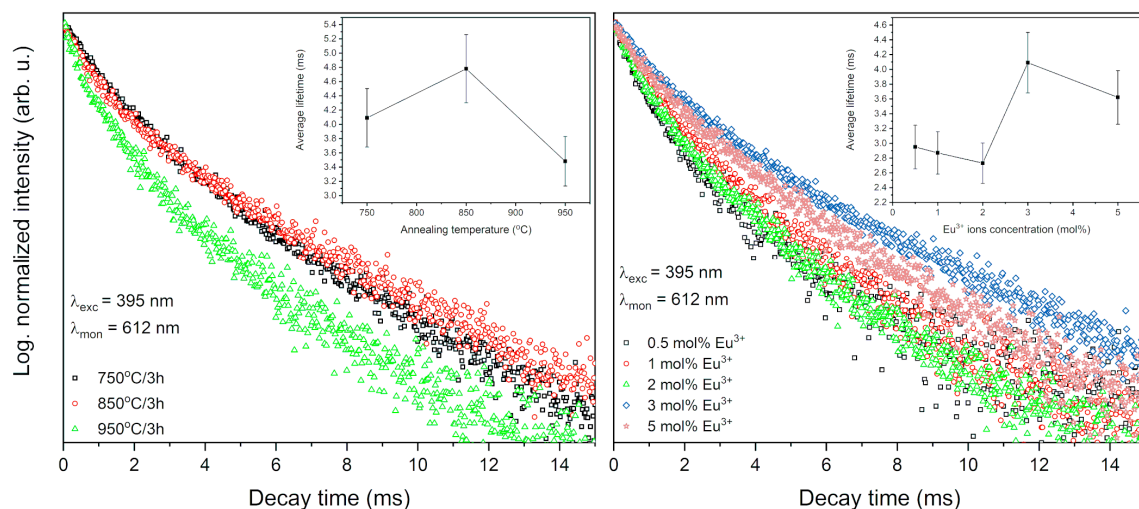 Log. normalized intensity (arb. u.)
Average lifetime (ms)
5.4
5.2
5.0
4.8
4.6
4.4
4.2
4.0
3.8
3.6
3.4
3.2
3.0
750
800
850
900
950
Annealing temperature (°C)
λexc = 395 nm
λmon = 612 nm
750°C/3h
850°C/3h
950°C/3h
0
2
4
6
8
10
12
14
Decay time (ms)
Average lifetime (ms)
4.6
4.4
4.2
4.0
3.8
3.6
3.4
3.2
3.0
2.8
2.6
2.4
2.2
0
1
2
3
4
5
Eu³⁺ ions concentration (mol%)
λexc = 395 nm
λmon = 612 nm
0.5 mol% Eu³⁺
1 mol% Eu³⁺
2 mol% Eu³⁺
3 mol% Eu³⁺
5 mol% Eu³⁺
0
2
4
6
8
10
12
14
Decay time (ms)